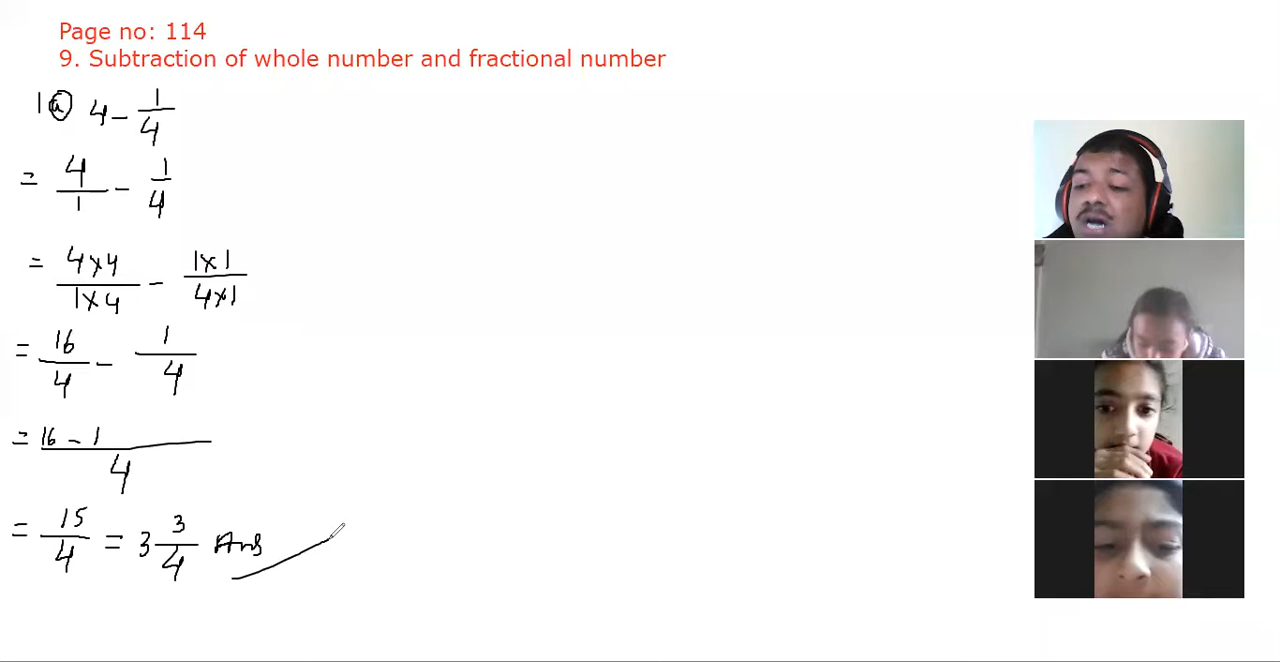 Page no: 114
9. Subtraction of whole number and fractional number
1 a 4 - 1/4
= 4/1 - 1/4
= 4×4/1×4 - 1×1/4×1
= 16/4 - 1/4
= 16 - 1/4
= 15/4 = 3 3/4 Ans